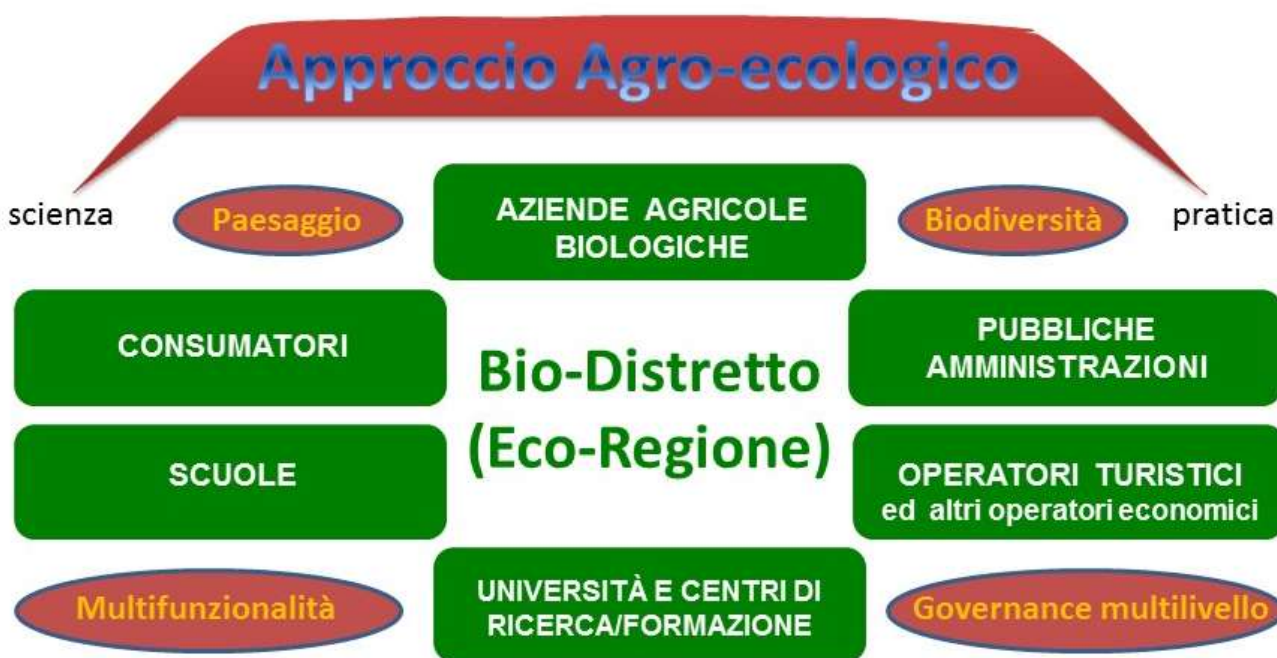 Approccio Agro-ecologico
scienza
Paesaggio
AZIENDE AGRICOLE
BIOLOGICHE
Biodiversità
pratica
CONSUMATORI
Bio-Distretto
(Eco-Regione)
PUBBLICHE
AMMINISTRAZIONI
SCUOLE
OPERATORI TURISTICI
ed altri operatori economici
Multifunzionalità
UNIVERSITÀ E CENTRI DI
RICERCA/FORMAZIONE
Governance multilivello